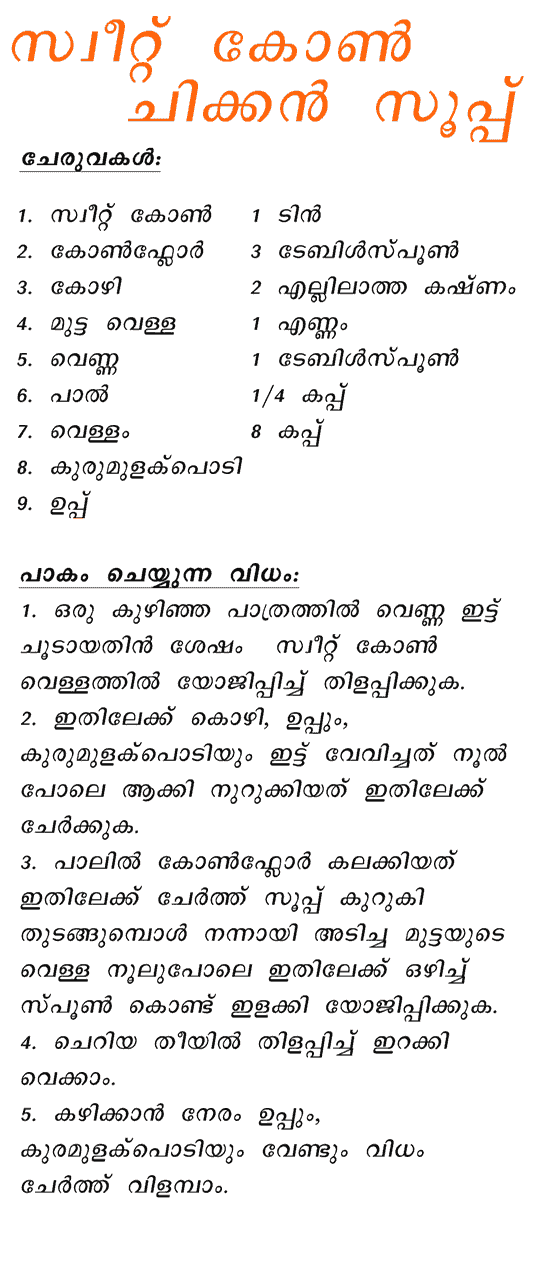 സ്വീറ്റ് കോൺ
ചിക്കൻ സൂപ്പ്
ചേരുവകൾ:
1. സ്വീറ്റ് കോൺ 1 ടിൻ
2. കോൺഫ്ലോർ 3 ടേബിൾസ്പൂൺ
3. കോഴി 2 എല്ലിലാത്ത കഷ്ണം
4. മുട്ട വെള്ള 1 എണ്ണം
5. വെണ്ണ 1 ടേബിൾസ്പൂൺ
6. പാൽ 1/4 കപ്പ്
7. വെള്ളം 8 കപ്പ്
8. കുരുമുളക്പൊടി
9. ഉപ്പ്
പാകം ചെയ്യുന്ന വിധം:
1. ഒരു കുഴിഞ്ഞ പാത്രത്തിൽ വെണ്ണ ഇട്ട്
ചൂടായതിൻ ശേഷം സ്വീറ്റ് കോൺ
വെള്ളത്തിൽ യോജിപ്പിച്ച് തിളപ്പിക്കുക.
2. ഇതിലേക്ക് കൊഴി, ഉപ്പും,
കുരുമുളക്പൊടിയും ഇട്ട് വേവിച്ചത് നൂൽ
പോലെ ആക്കി നുറുക്കിയത് ഇതിലേക്ക്
ചേർക്കുക.
3. പാലിൽ കോൺഫ്ലോർ കലക്കിയത്
ഇതിലേക്ക് ചേർത്ത് സൂപ്പ് കുറുകി
തുടങ്ങുമ്പൊൾ നന്നായി അടിച്ച മുട്ടയുടെ
വെള്ള നൂലുപോലെ ഇതിലേക്ക് ഒഴിച്ച്
സ്പൂൺ കൊണ്ട് ഇളക്കി യോജിപ്പിക്കുക.
4. ചെറിയ തീയിൽ തിളപ്പിച്ച് ഇറക്കി
വെക്കാം.
5. കഴിക്കാൻ നേരം ഉപ്പും,
കുരമുളക്പൊടിയും വേണ്ടും വിധം
ചേർത്ത് വിളമ്പാം.